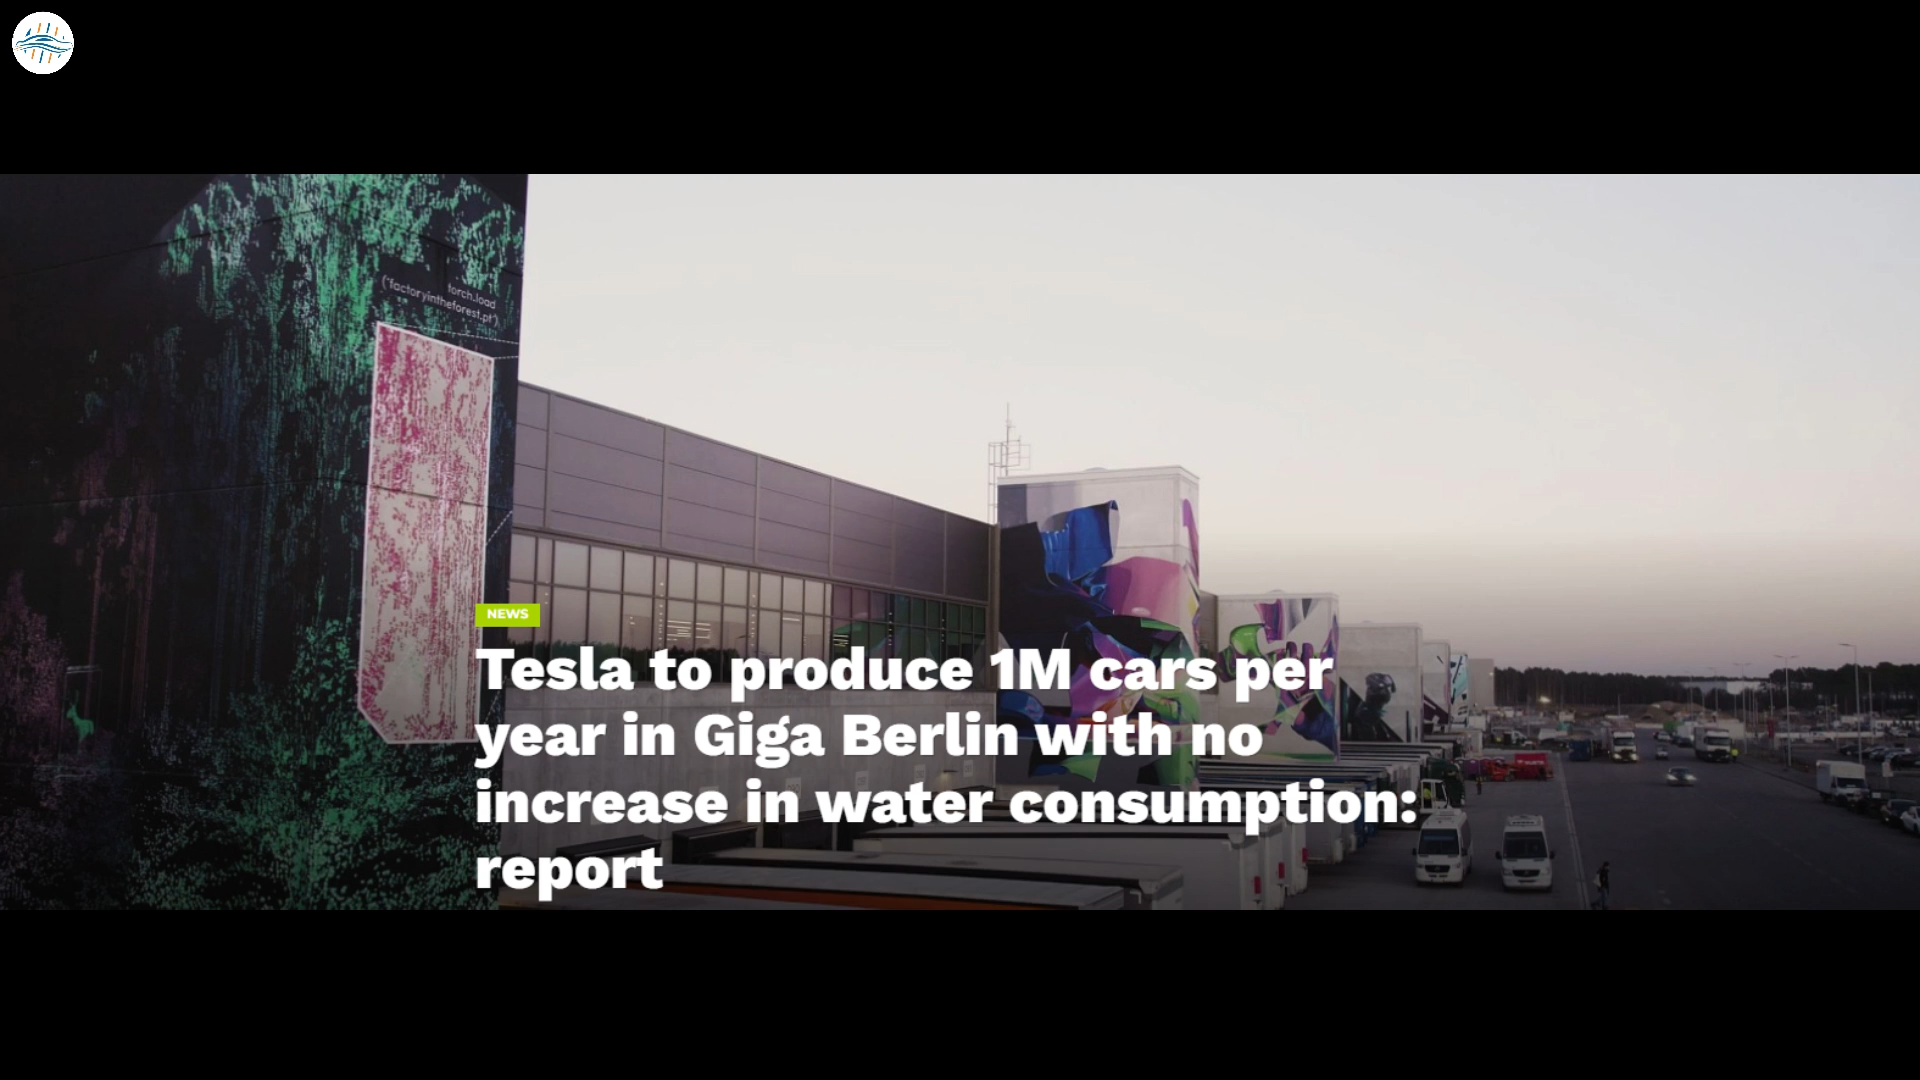 torch.load
('factoryintheforest.pt')
NEWS
Tesla to produce 1M cars per
year in Giga Berlin with no
increase in water consumption:
report